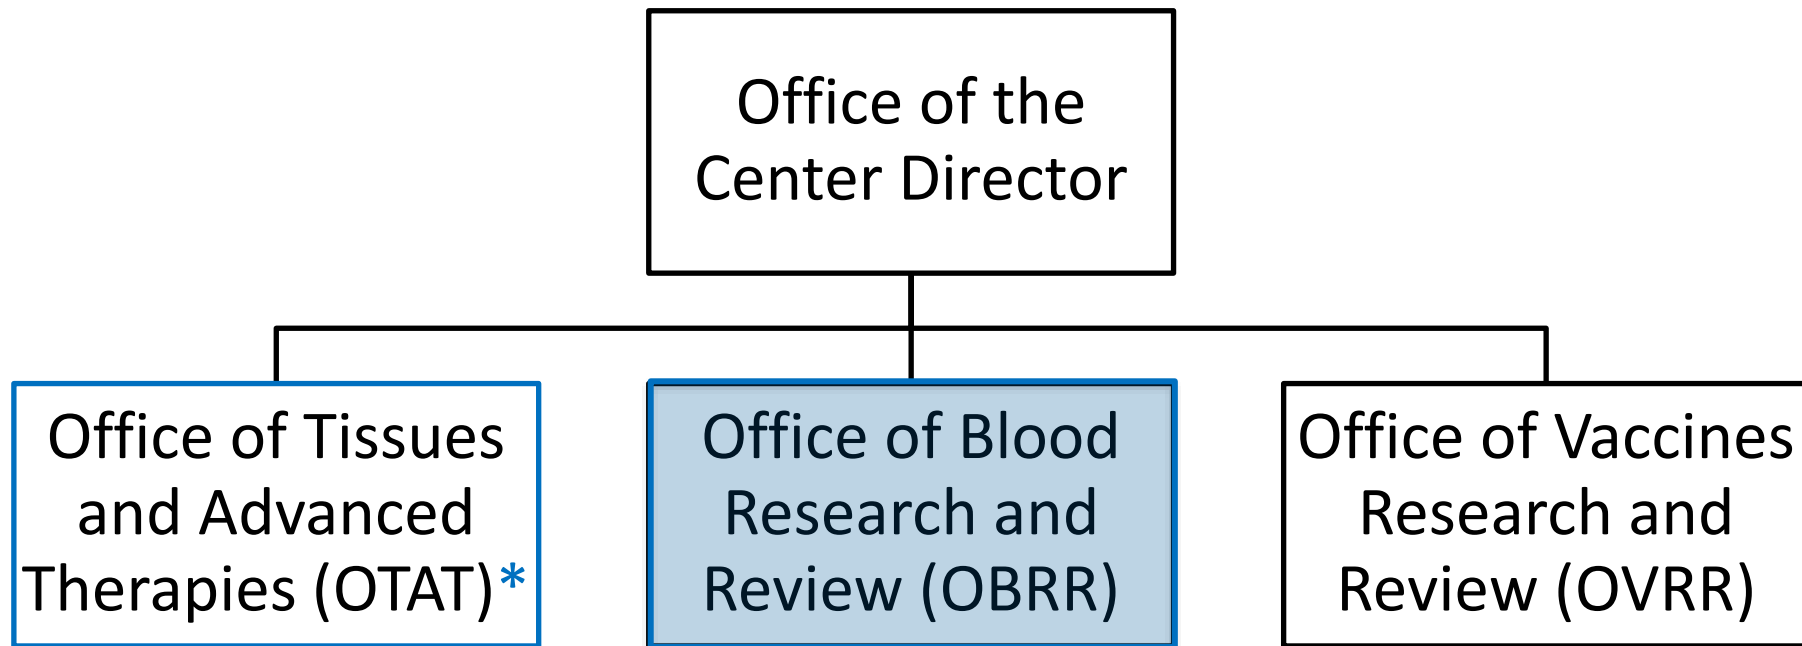 Office of the
Center Director
Office of Tissues
and Advanced
Therapies (OTAT)*
Office of Blood
Research and
Review (OBRR)
Office of Vaccines
Research and
Review (OVRR)